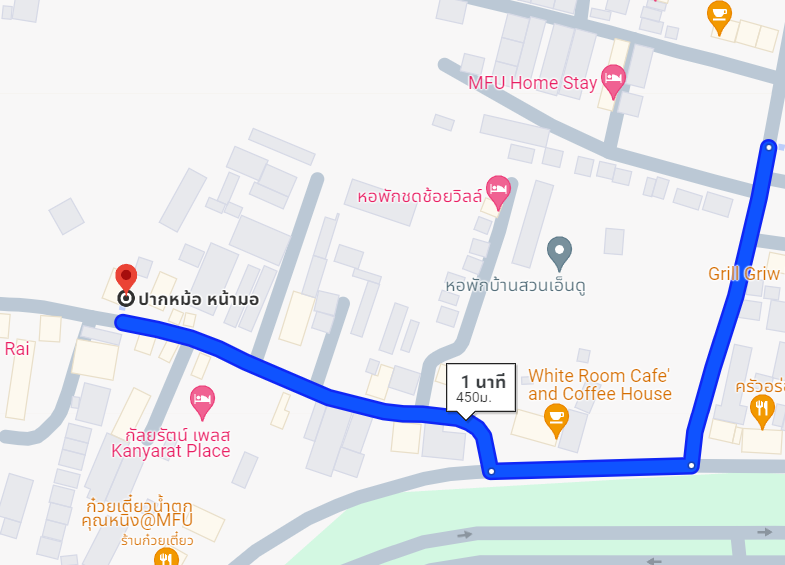 MFU Home Stay
หอพักชดช้อยวิลล์
หอพักบ้านสวนเอ็นดู
Grill Griw
ปากหม้อ หน้ามอ
Rai
1 นาที
450ม.
White Room Cafe'
and Coffee House
ครัวอร่อ
กัลยรัตน์ เพลส
Kanyarat Place
ก๋วยเตี๋ยวน้ำตก
คุณหนิง@MFU
ร้านก๋วยเตี๋ยว